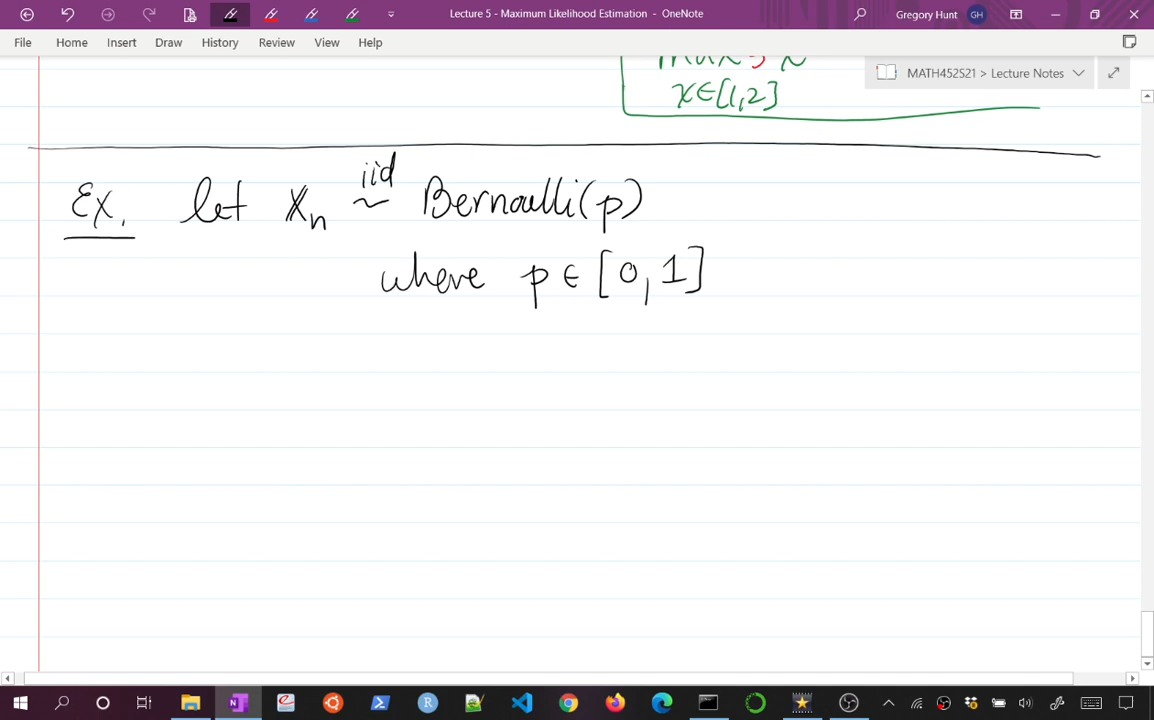 Lecture 5 - Maximum Likelihood Estimation - OneNote
Gregory Hunt GH
File Home Insert Draw History Review View Help
MATH452S21 > Lecture Notes
x∈[1,2]
Ex. let Xn iid ~ Bernoulli(p)
where p ∈ [0, 1]